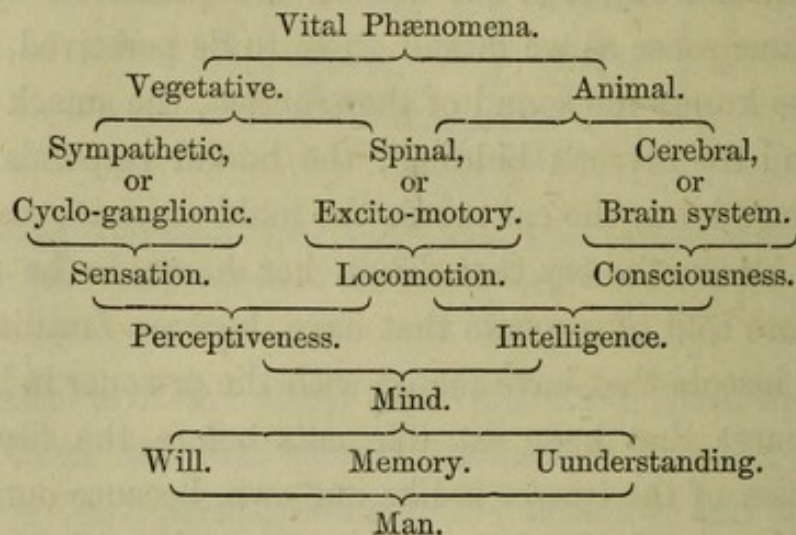 Vital Phænomena.
Vegetative. Animal.
Sympathetic, Spinal, Cerebral,
or or or
Cyclo-ganglionic. Excito-motory. Brain system.
Sensation. Locomotion. Consciousness.
Perceptiveness. Intelligence.
Mind.
Will. Memory. Uunderstanding.
Man.